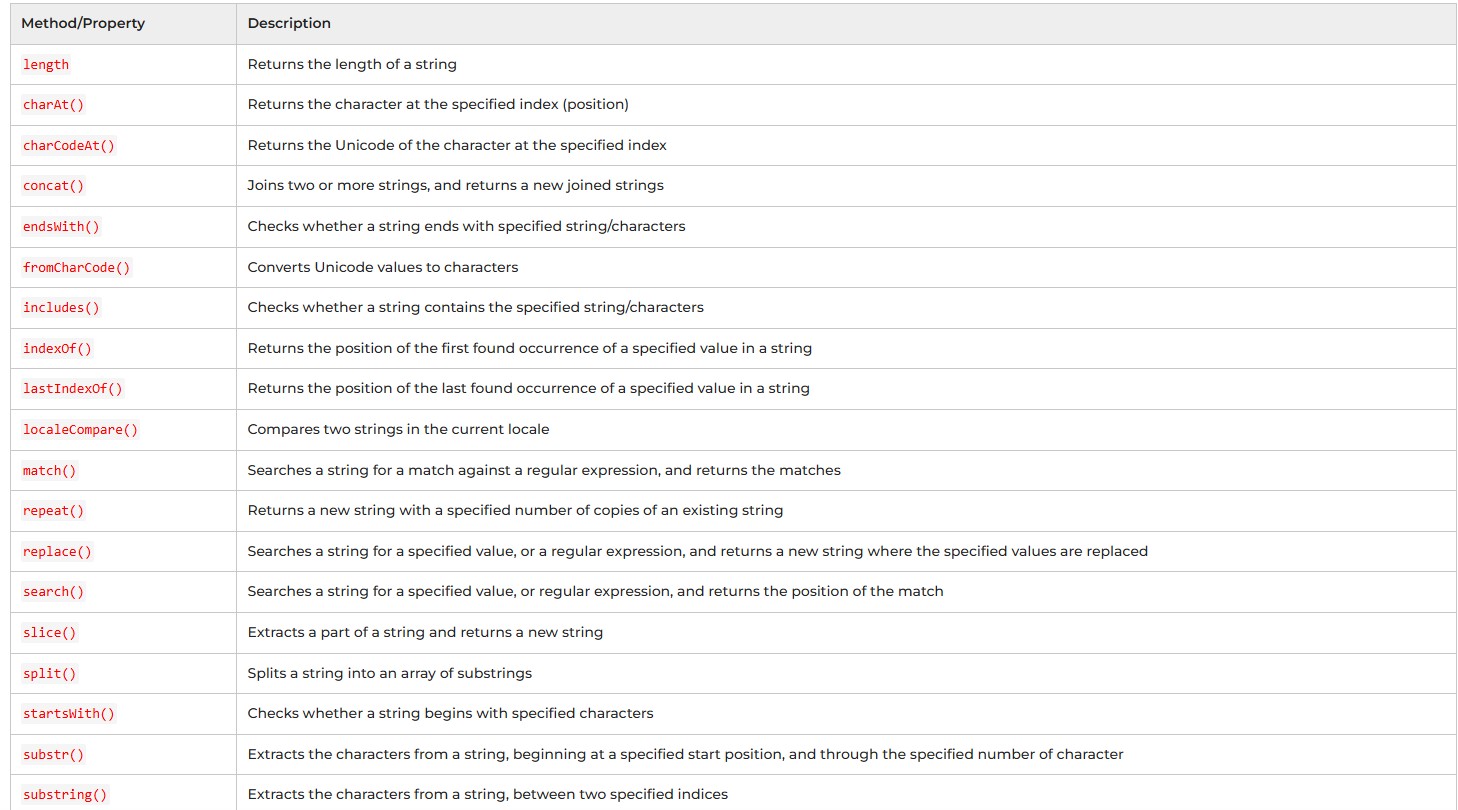 Method/Property Description
length Returns the length of a string
charAt() Returns the character at the specified index (position)
charCodeAt() Returns the Unicode of the character at the specified index
concat() Joins two or more strings, and returns a new joined strings
endsWith() Checks whether a string ends with specified string/characters
fromCharCode() Converts Unicode values to characters
includes() Checks whether a string contains the specified string/characters
indexOf() Returns the position of the first found occurrence of a specified value in a string
lastIndexOf() Returns the position of the last found occurrence of a specified value in a string
localeCompare() Compares two strings in the current locale
match() Searches a string for a match against a regular expression, and returns the matches
repeat() Returns a new string with a specified number of copies of an existing string
replace() Searches a string for a specified value, or a regular expression, and returns a new string where the specified values are replaced
search() Searches a string for a specified value, or regular expression, and returns the position of the match
slice() Extracts a part of a string and returns a new string
split() Splits a string into an array of substrings
startsWith() Checks whether a string begins with specified characters
substr() Extracts the characters from a string, beginning at a specified start position, and through the specified number of character
substring() Extracts the characters from a string, between two specified indices